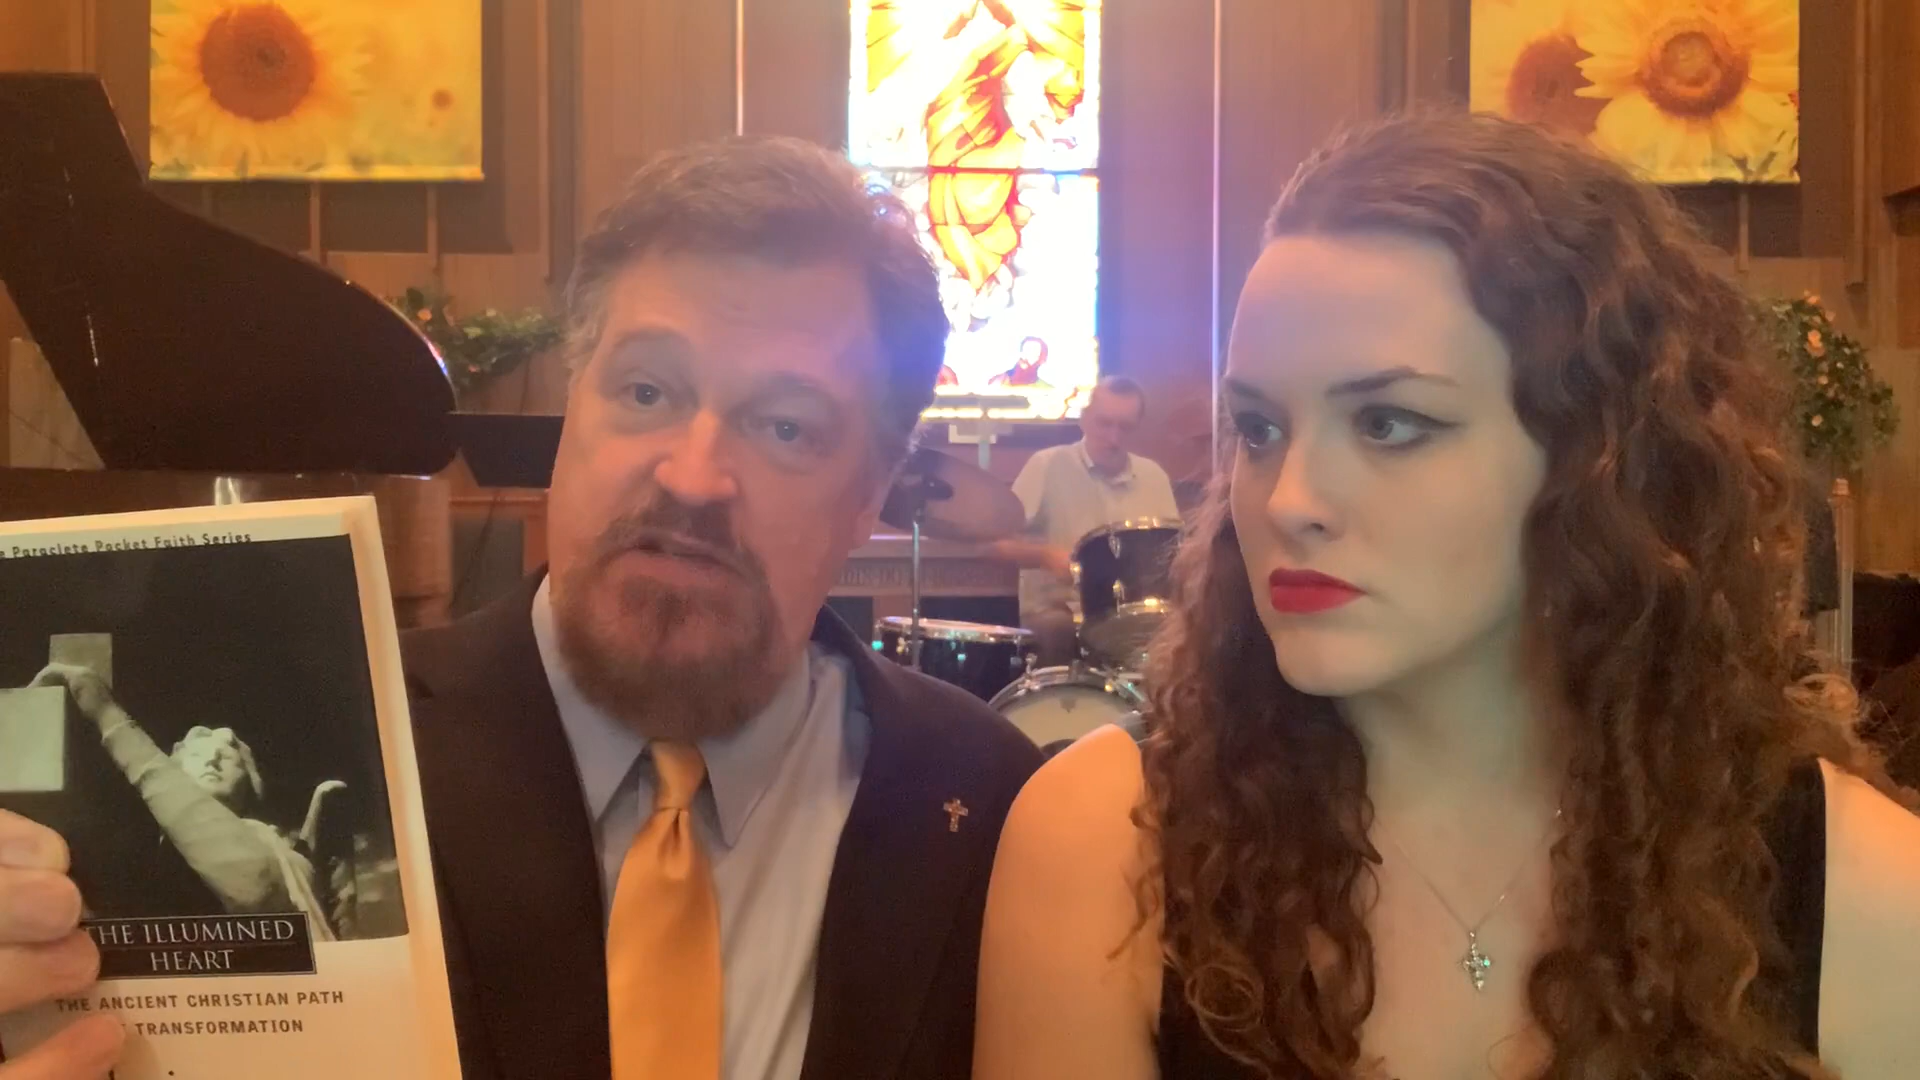 Paraclete Pocket Faith Series
THE ILLUMINED
HEART
THE ANCIENT CHRISTIAN PATH
TRANSFORMATION